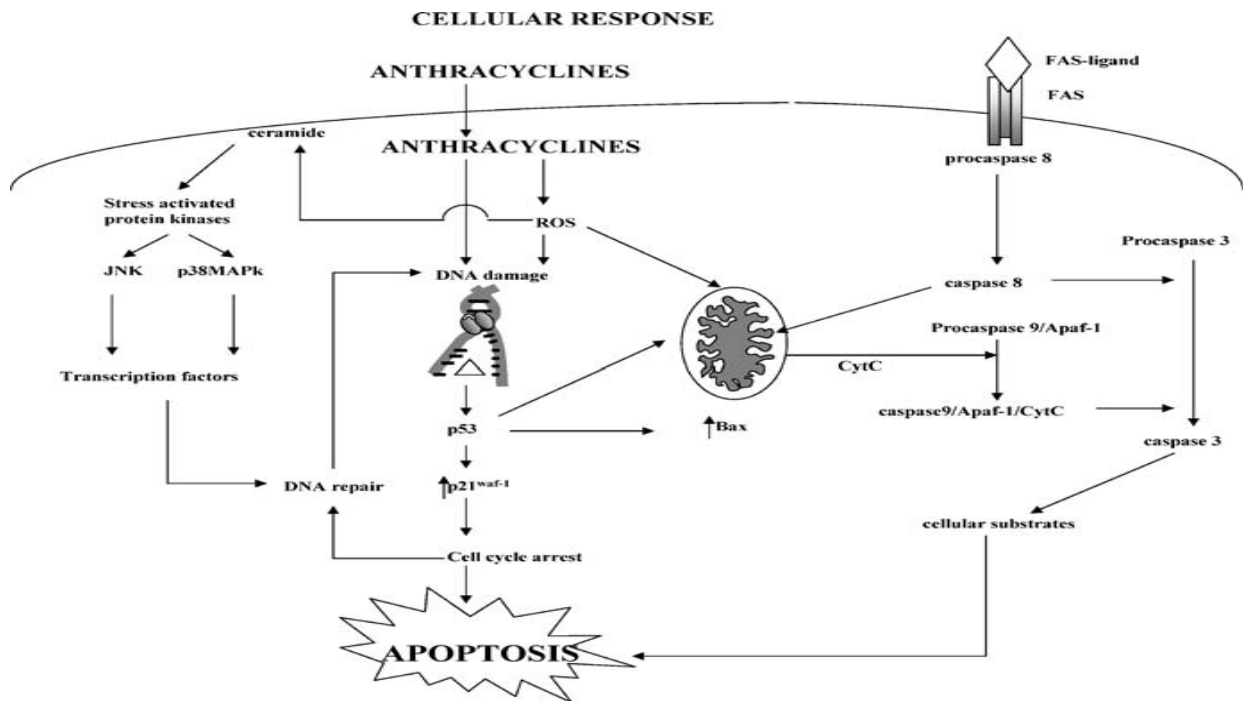 CELLULAR RESPONSE
ANTHRACYCLINES
FAS-ligand
FAS
ceramide
ANTHRACYCLINES
procaspase 8
Stress activated
protein kinases
ROS
Procaspase 3
JNK
p38MAPk
DNA damage
caspase 8
Procaspase 9/Apaf-1
CytC
Transcription factors
caspase9/Apaf-1/CytC
p53
Bax
caspase 3
DNA repair
p21waf-1
cellular substrates
Cell cycle arrest
APOPTOSIS